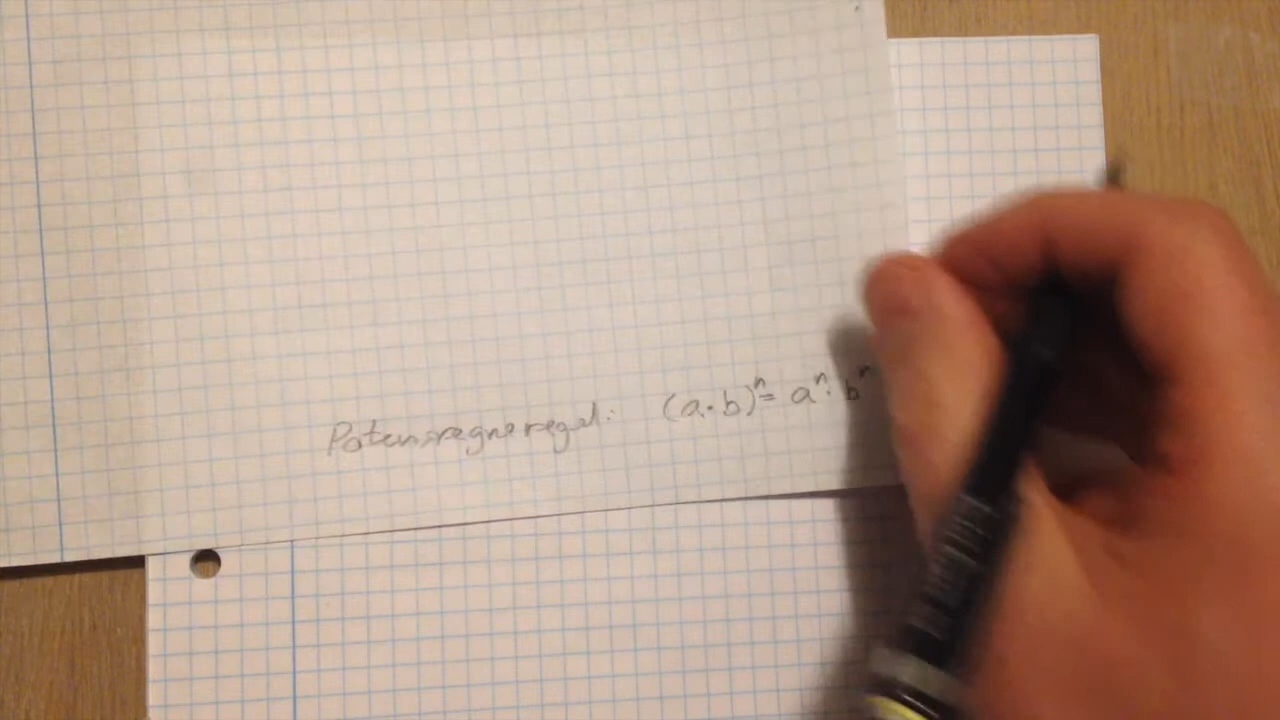 Potensregneregel: (a·b)ⁿ = aⁿ·bⁿ